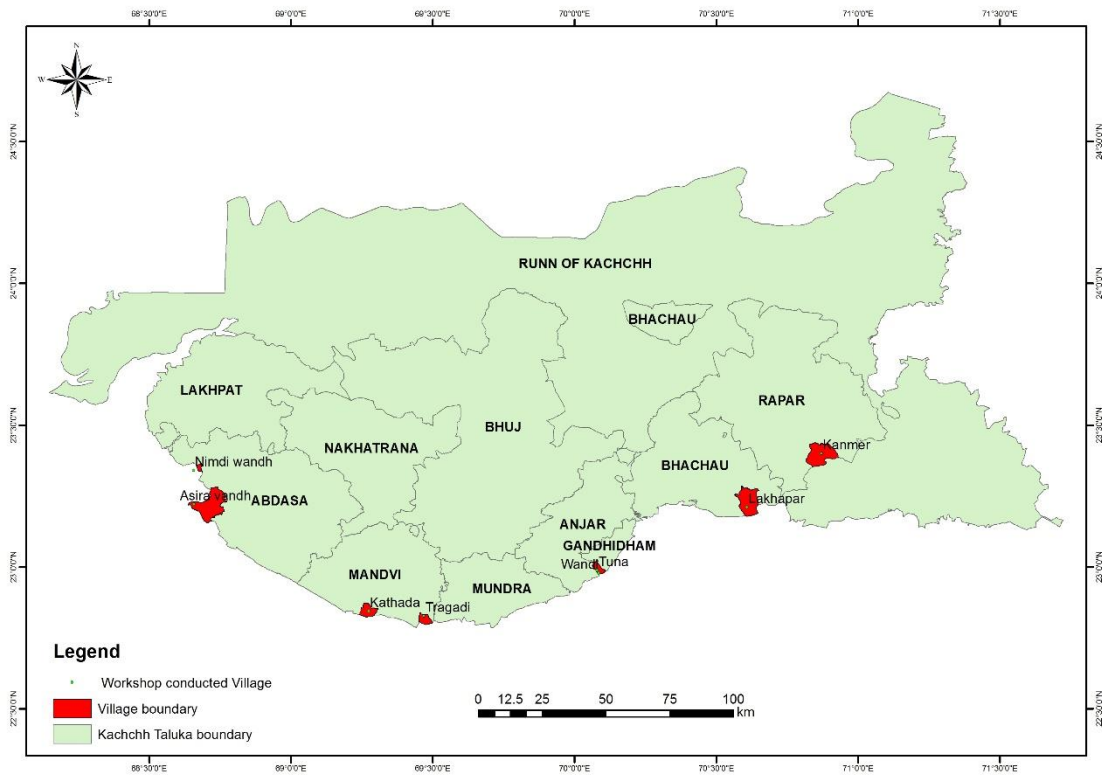 68°30'0"E 69°0'0"E 69°30'0"E 70°0'0"E 70°30'0"E 71°0'0"E 71°30'0"E
N
W E
S
24°30'0"N 24°30'0"N
RUNN OF KACHCHH
24°0'0"N 24°0'0"N
BHACHAU
LAKHPAT
RAPAR
23°30'0"N 23°30'0"N
BHUJ
NAKHATRANA
Kanmer
Nimdi wandh
BHACHAU
Asira vandh
ABDASA
Lakhapar
ANJAR
GANDHIDHAM
Wandi Tuna
23°0'0"N 23°0'0"N
MANDVI
MUNDRA
Kathada
Tragadi
Legend
Workshop conducted Village
Village boundary
Kachchh Taluka boundary
0 12.5 25 50 75 100
km
22°30'0"N 22°30'0"N
68°30'0"E 69°0'0"E 69°30'0"E 70°0'0"E 70°30'0"E 71°0'0"E 71°30'0"E